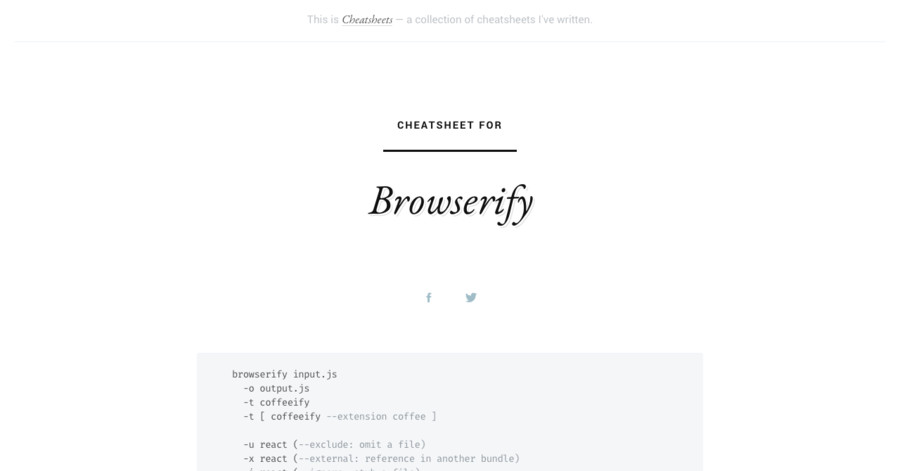 This is Cheatsheets — a collection of cheatsheets I've written.
CHEATSHEET FOR
Browserify
browserify input.js
-o output.js
-t coffeeify
-t [ coffeeify --extension coffee ]
-u react (--exclude: omit a file)
-x react (--external: reference in another bundle)